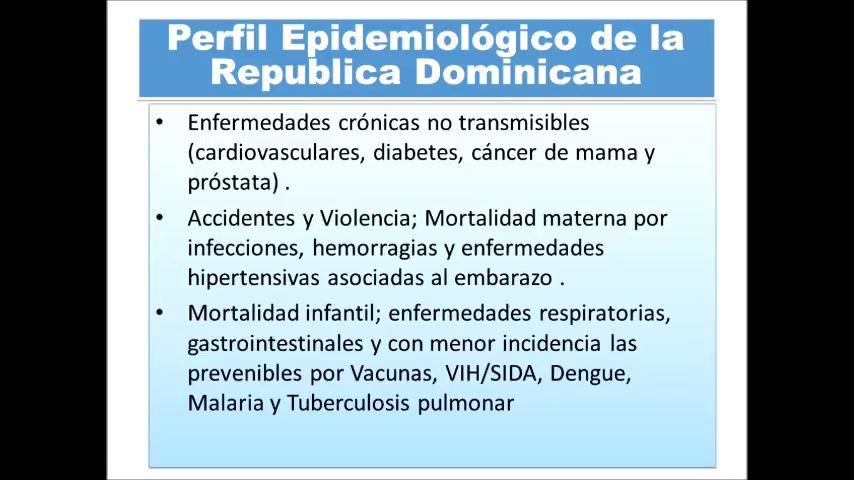 Perfil Epidemiológico de la
Republica Dominicana
• Enfermedades crónicas no transmisibles
(cardiovasculares, diabetes, cáncer de mama y
próstata) .
• Accidentes y Violencia; Mortalidad materna por
infecciones, hemorragias y enfermedades
hipertensivas asociadas al embarazo .
• Mortalidad infantil; enfermedades respiratorias,
gastrointestinales y con menor incidencia las
prevenibles por Vacunas, VIH/SIDA, Dengue,
Malaria y Tuberculosis pulmonar